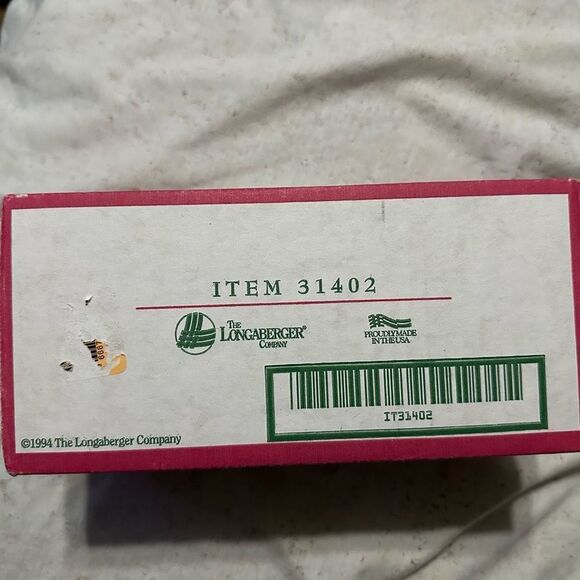 ITEM 31402
THE
LONGABERGER®
COMPANY
PROUDLY MADE
IN THE USA
IT31402
©1994 The Longaberger Company